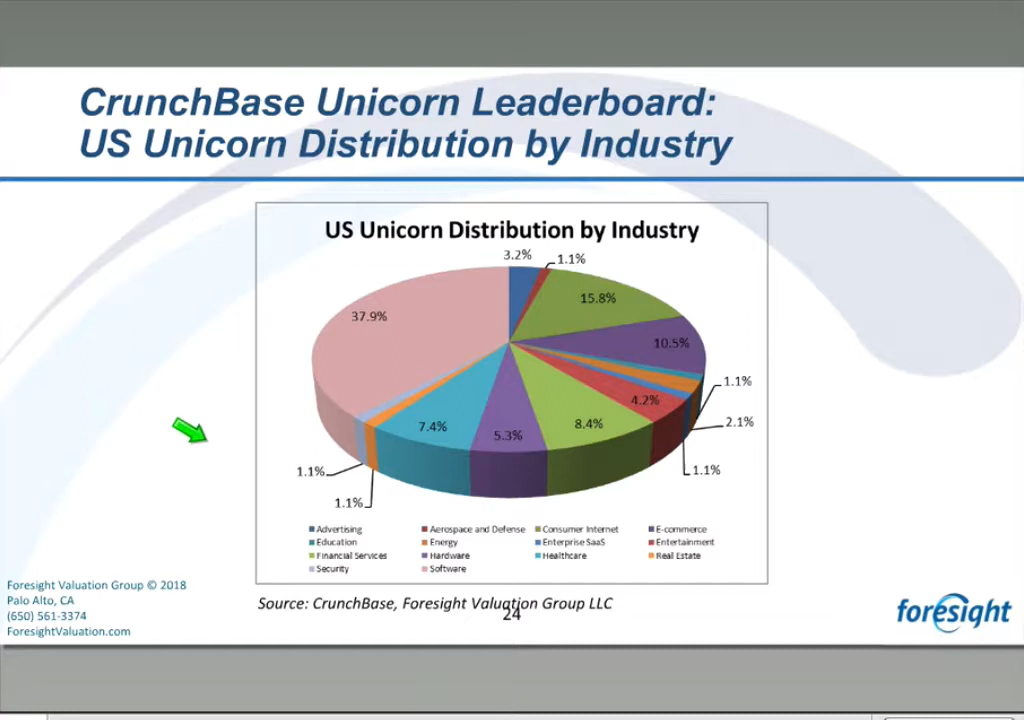 CrunchBase Unicorn Leaderboard:
US Unicorn Distribution by Industry
US Unicorn Distribution by Industry
3.2%
1.1%
15.8%
37.9%
10.5%
1.1%
4.2%
2.1%
8.4%
7.4%
5.3%
1.1%
1.1%
1.1%
Advertising Aerospace and Defense Consumer Internet E-commerce
Education Energy Enterprise SaaS Entertainment
Financial Services Hardware Healthcare Real Estate
Security Software
Foresight Valuation Group © 2018
Palo Alto, CA
(650) 561-3374
ForesightValuation.com
Source: CrunchBase, Foresight Valuation Group LLC
24
foresight